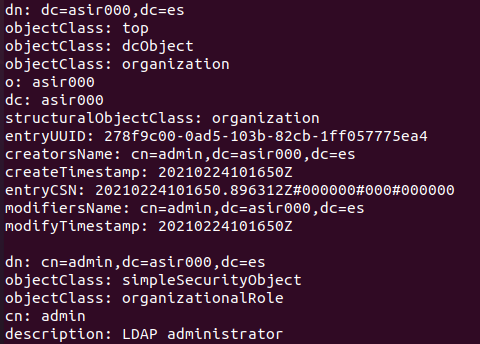 dn: dc=asir000,dc=es
objectClass: top
objectClass: dcObject
objectClass: organization
o: asir000
dc: asir000
structuralObjectClass: organization
entryUUID: 278f9c00-0ad5-103b-82cb-1ff057775ea4
creatorsName: cn=admin,dc=asir000,dc=es
createTimestamp: 20210224101650Z
entryCSN: 20210224101650.896312Z#000000#000#000000
modifiersName: cn=admin,dc=asir000,dc=es
modifyTimestamp: 20210224101650Z

dn: cn=admin,dc=asir000,dc=es
objectClass: simpleSecurityObject
objectClass: organizationalRole
cn: admin
description: LDAP administrator